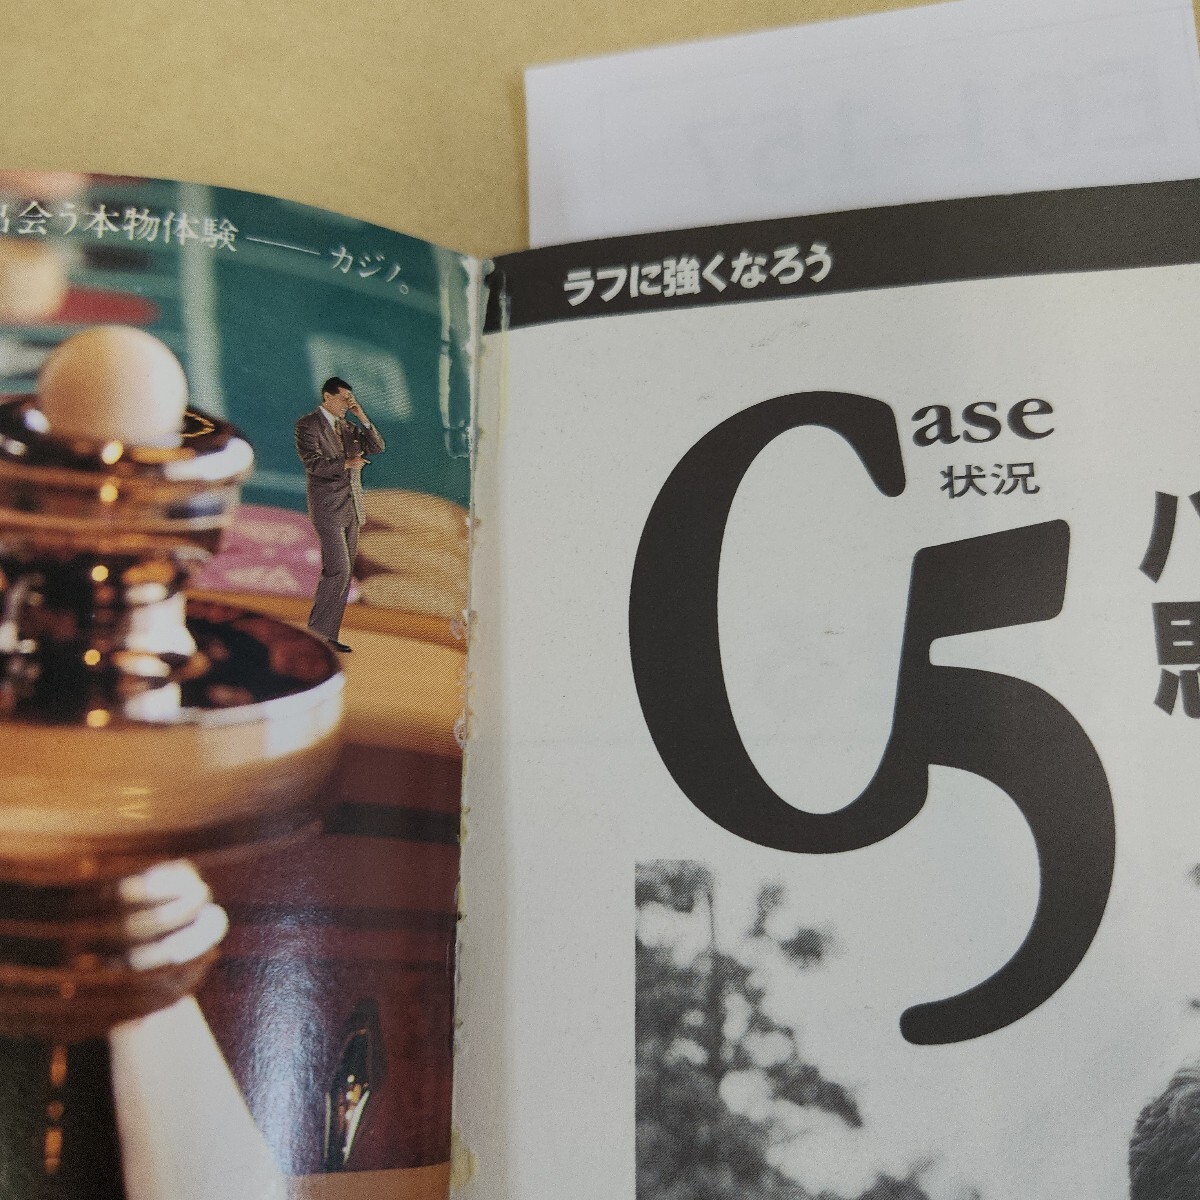 出会う本物体験――カジノ。
ラフに強くなろう
Case 5
状況